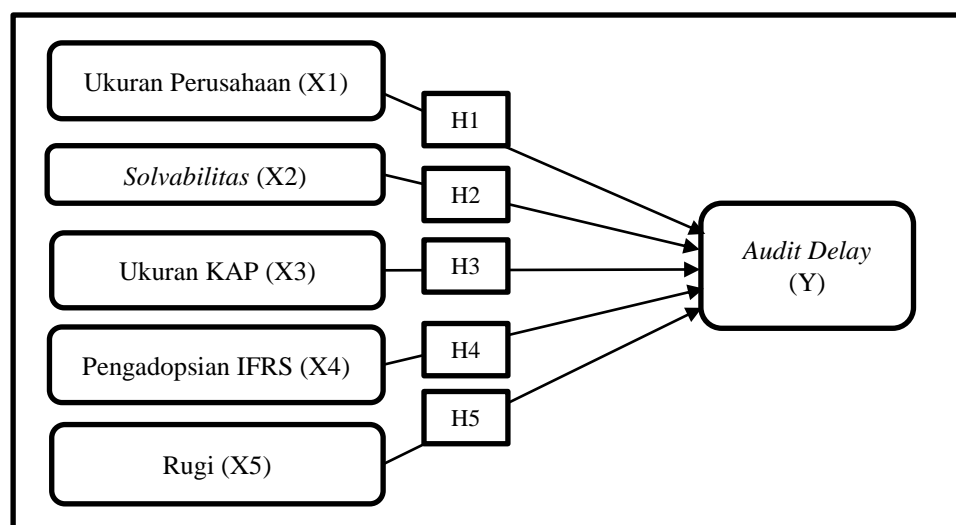 Ukuran Perusahaan (X1)
H1
Solvabilitas (X2)
H2
Ukuran KAP (X3)
H3
Audit Delay
(Y)
Pengadopsian IFRS (X4)
H4
Rugi (X5)
H5